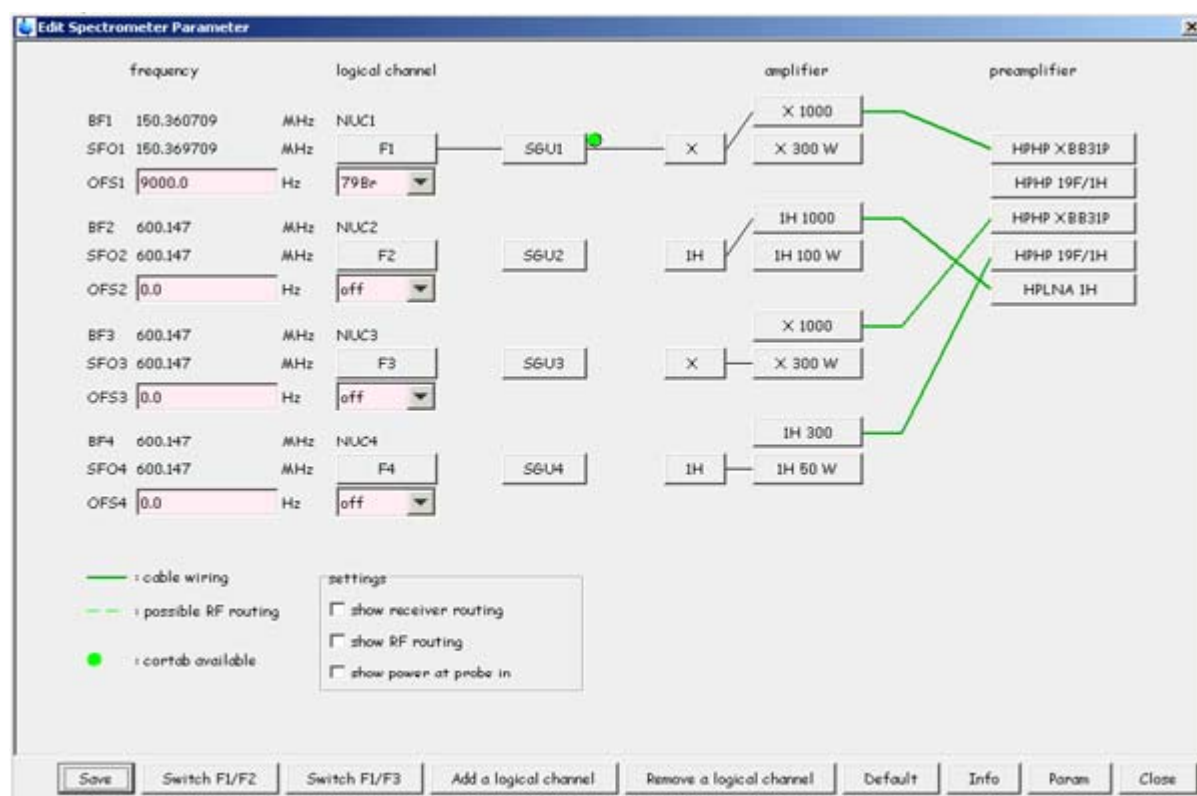 Edit Spectrometer Parameter
frequency logical channel amplifier preamplifier
BF1 150.360709 MHz NUC1 X 1000
SFO1 150.369709 MHz F1 SGU1 X X 300 W HPHP XBB31P
OFS1 9000.0 Hz 79Br HPHP 19F/1H
BF2 600.147 MHz NUC2 1H 1000 HPHP XBB31P
SFO2 600.147 MHz F2 SGU2 1H 1H 100 W HPHP 19F/1H
OFS2 0.0 Hz off HPLNA 1H
BF3 600.147 MHz NUC3 X 1000
SFO3 600.147 MHz F3 SGU3 X X 300 W
OFS3 0.0 Hz off
BF4 600.147 MHz NUC4 1H 300
SFO4 600.147 MHz F4 SGU4 1H 1H 50 W
OFS4 0.0 Hz off
: cable wiring settings
: possible RF routing show receiver routing
show RF routing
: cortab available show power at probe in
Save Switch F1/F2 Switch F1/F3 Add a logical channel Remove a logical channel Default Info Param Close